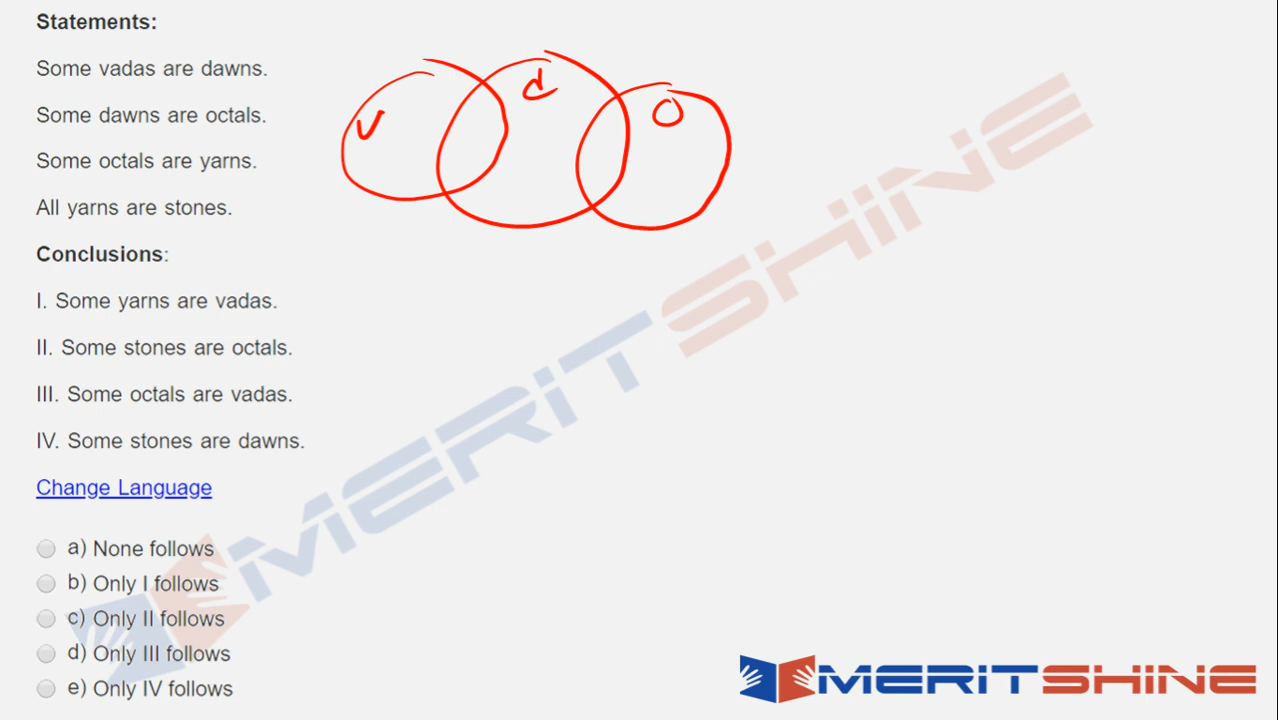 Statements:
Some vadas are dawns.
Some dawns are octals.
Some octals are yarns.
All yarns are stones.
Conclusions:
I. Some yarns are vadas.
II. Some stones are octals.
III. Some octals are vadas.
IV. Some stones are dawns.
Change Language
a) None follows
b) Only I follows
c) Only II follows
d) Only III follows
e) Only IV follows
V
d
O
MERITSHINE
MERITSHINE